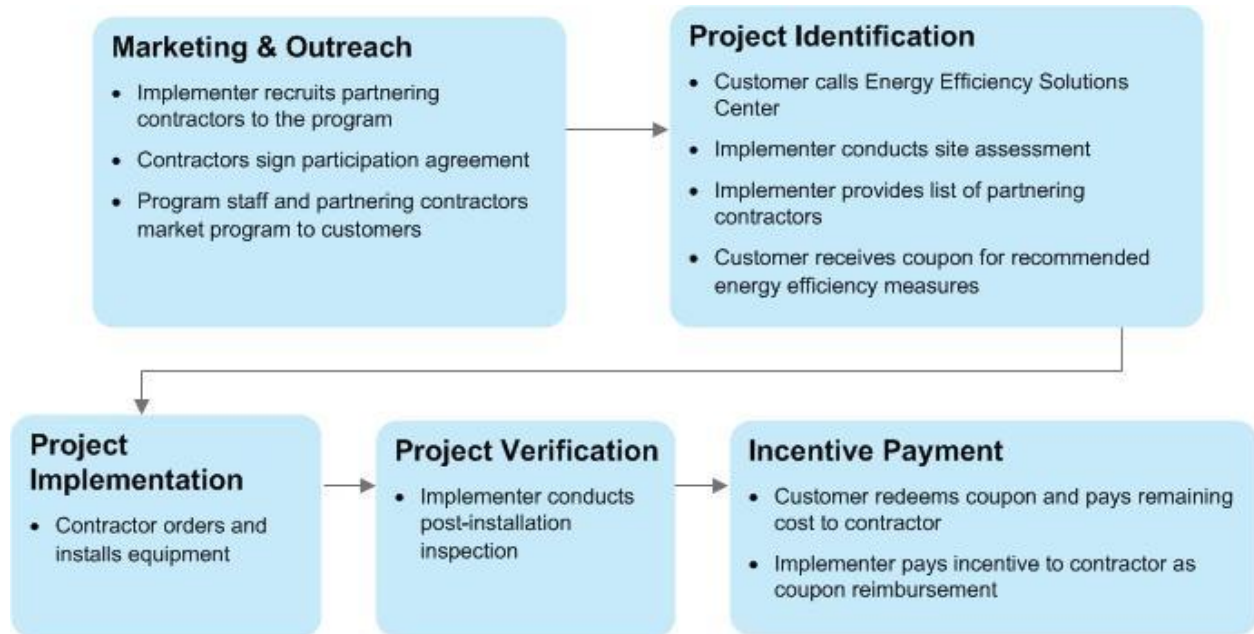 Marketing & Outreach
• Implementer recruits partnering
contractors to the program
• Contractors sign participation agreement
• Program staff and partnering contractors
market program to customers
Project Identification
• Customer calls Energy Efficiency Solutions
Center
• Implementer conducts site assessment
• Implementer provides list of partnering
contractors
• Customer receives coupon for recommended
energy efficiency measures
Project
Implementation
• Contractor orders and
installs equipment
Project Verification
• Implementer conducts
post-installation
inspection
Incentive Payment
• Customer redeems coupon and pays remaining
cost to contractor
• Implementer pays incentive to contractor as
coupon reimbursement